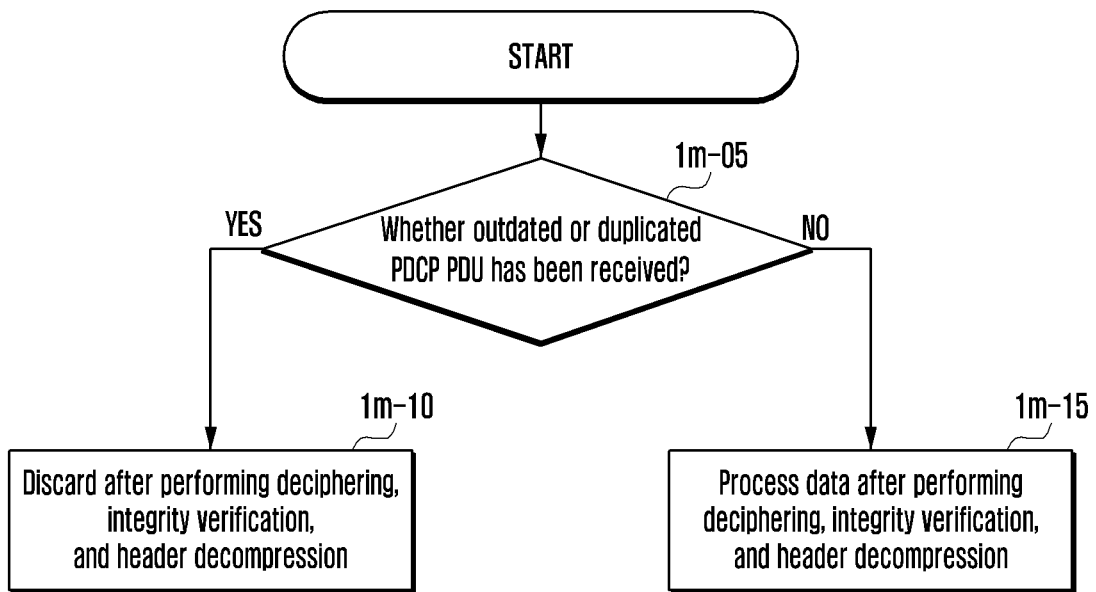 START
1m-05
YES
Whether outdated or duplicated
PDCP PDU has been received?
NO
1m-10
Discard after performing deciphering,
integrity verification,
and header decompression
1m-15
Process data after performing
deciphering, integrity verification,
and header decompression